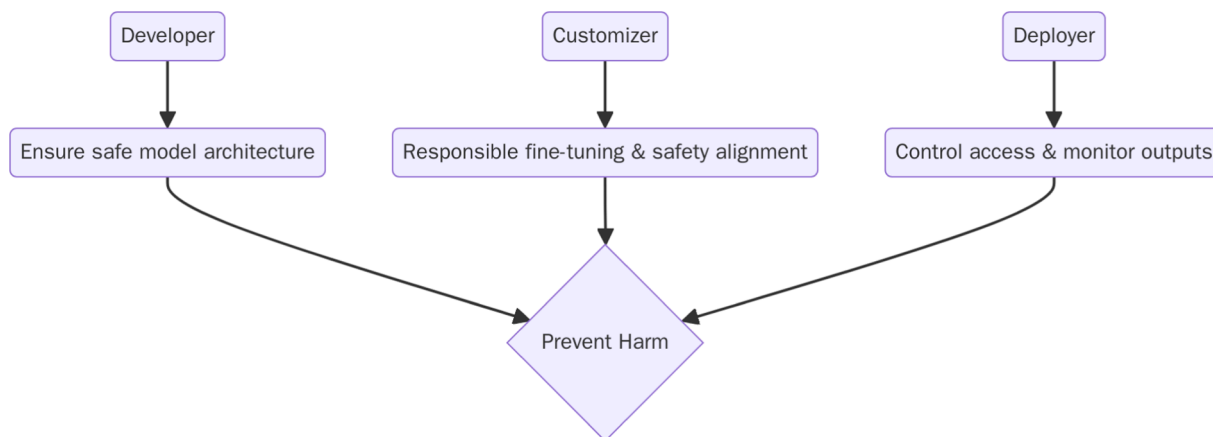 Developer
Customizer
Deployer
Ensure safe model architecture
Responsible fine-tuning & safety alignment
Control access & monitor outputs
Prevent Harm